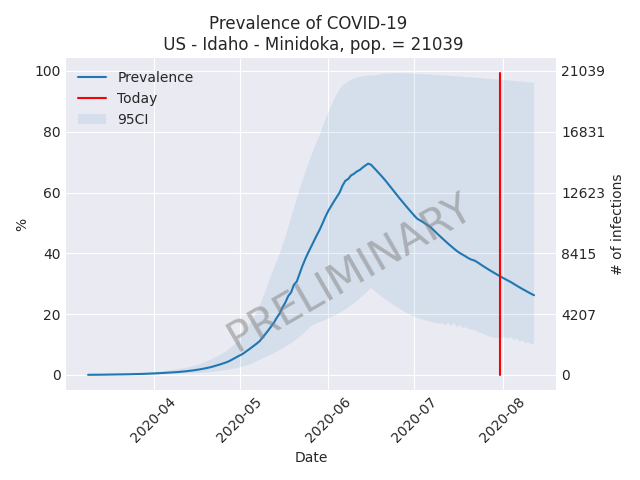 Prevalence of COVID-19
US - Idaho - Minidoka, pop. = 21039
Prevalence
Today
95CI
100
80
60
40
20
0
%
21039
16831
12623
8415
4207
0
# of infections
PRELIMINARY
2020-04
2020-05
2020-06
2020-07
2020-08
Date